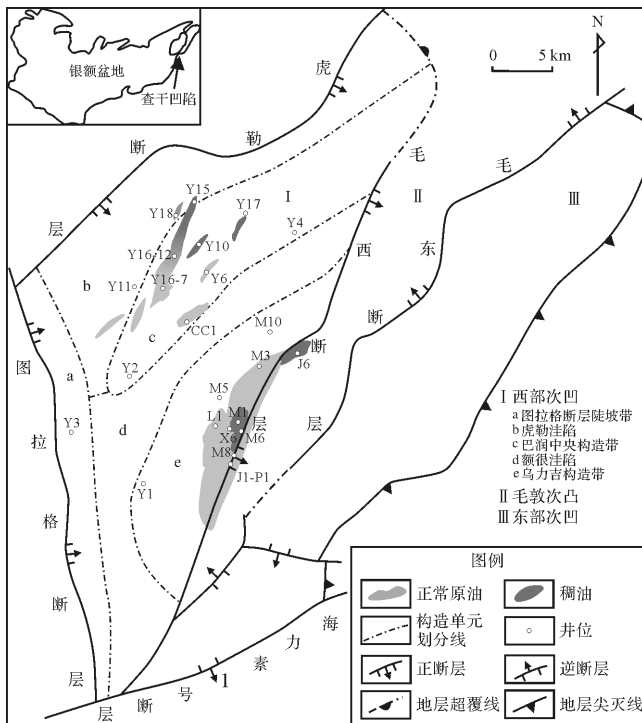 银额盆地
查干凹陷
0 5 km
N
虎
勒
断
层
毛
西
断
层
毛
东
断
层
图
拉
格
断
层
海
力
素
号
断
层
1
I
II
III
a
b
c
d
e
Y15
Y18
Y17
Y4
Y10
Y16-12
Y6
Y11
Y16-7
CC1
M10
Y2
M3
J6
M5
Y3
L1
M1
X6
M6
M8
J1-P1
Y1
I 西部次凹
a 图拉格断层陡坡带
b 虎勒洼陷
c 巴润中央构造带
d 额很洼陷
e 乌力吉构造带
II 毛敦次凸
III 东部次凹
图例
正常原油
稠油
构造单元
划分线
井位
正断层
逆断层
地层超覆线
地层尖灭线